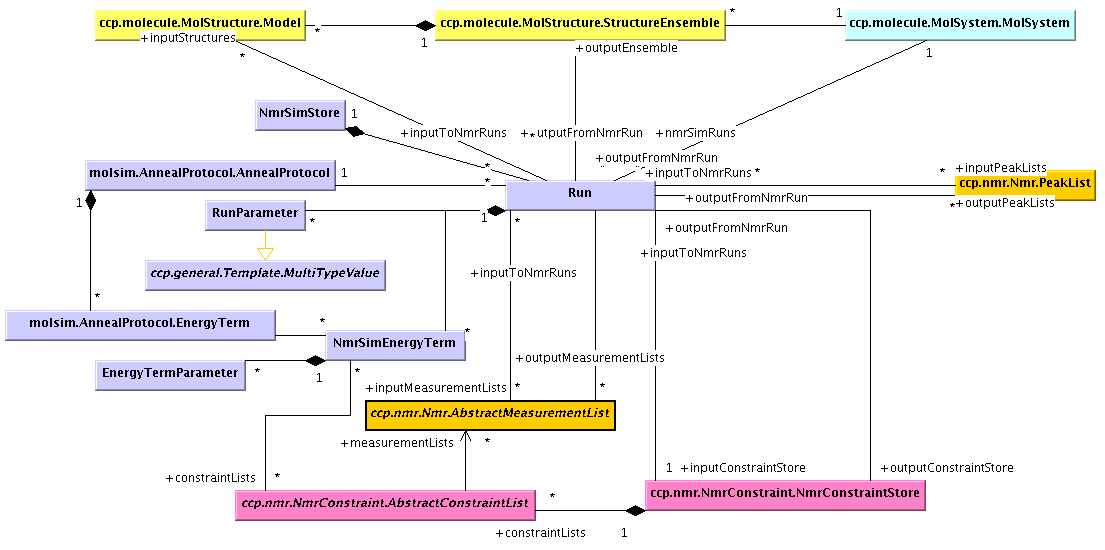 ccp.molecule.MolStructure.Model
*
1
ccp.molecule.MolStructure.StructureEnsemble
*
1
ccp.molecule.MolSystem.MolSystem
+inputStructures
*
+outputEnsemble
1
NmrSimStore
1
+inputToNmrRuns
+*utputFromNmrRun
+nmrSimRuns
+outputFromNmrRun
*
molsim.AnnealProtocol.AnnealProtocol
1
*
+inputToNmrRuns
*
*
+inputPeakLists
Run
ccp.nmr.Nmr.PeakList
+outputFromNmrRun
*
+outputPeakLists
1
RunParameter
*
1
*
+outputFromNmrRun
+inputToNmrRuns
+inputToNmrRuns
ccp.general.Template.MultiTypeValue
*
molsim.AnnealProtocol.EnergyTerm
*
*
NmrSimEnergyTerm
EnergyTermParameter
*
1
*
+outputMeasurementLists
+inputMeasurementLists
*
*
ccp.nmr.Nmr.AbstractMeasurementList
+measurementLists
*
+constraintLists
*
1
+inputConstraintStore
+outputConstraintStore
ccp.nmr.NmrConstraint.AbstractConstraintList
*
ccp.nmr.NmrConstraint.NmrConstraintStore
+constraintLists
1